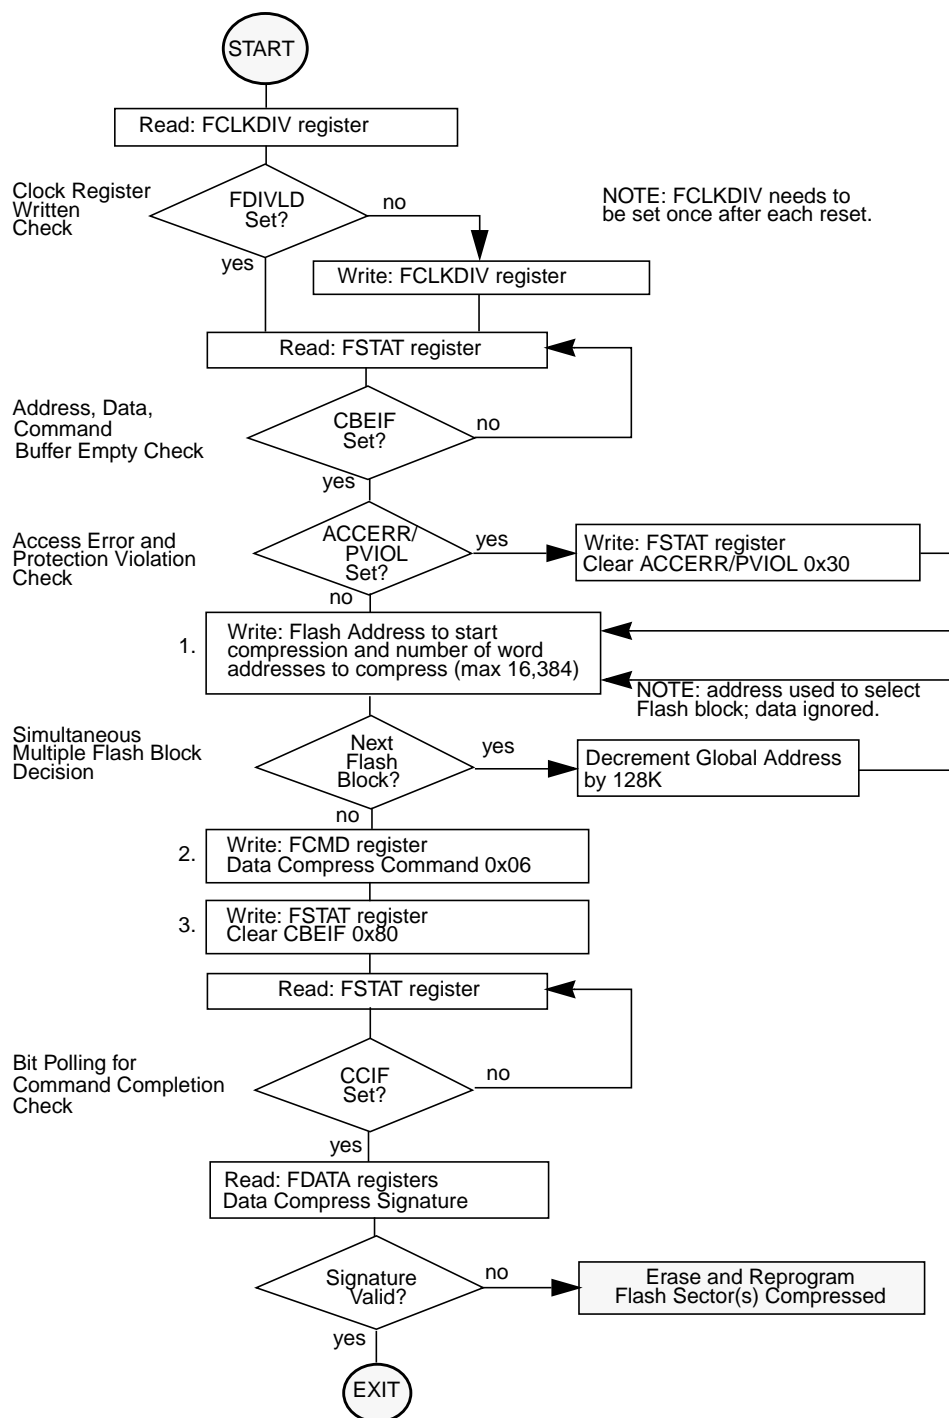 START
Read: FCLKDIV register
Clock Register
Written
Check
FDIVLD
Set?
no
yes
NOTE: FCLKDIV needs to
be set once after each reset.
Write: FCLKDIV register
Read: FSTAT register
Address, Data,
Command
Buffer Empty Check
CBEIF
Set?
no
yes
Access Error and
Protection Violation
Check
ACCERR/
PVIOL
Set?
yes
no
Write: FSTAT register
Clear ACCERR/PVIOL 0x30
1.
Write: Flash Address to start
compression and number of word
addresses to compress (max 16,384)
NOTE: address used to select
Flash block; data ignored.
Simultaneous
Multiple Flash Block
Decision
Next
Flash
Block?
yes
no
Decrement Global Address
by 128K
2.
Write: FCMD register
Data Compress Command 0x06
3.
Write: FSTAT register
Clear CBEIF 0x80
Read: FSTAT register
Bit Polling for
Command Completion
Check
CCIF
Set?
no
yes
Read: FDATA registers
Data Compress Signature
Signature
Valid?
no
yes
Erase and Reprogram
Flash Sector(s) Compressed
EXIT